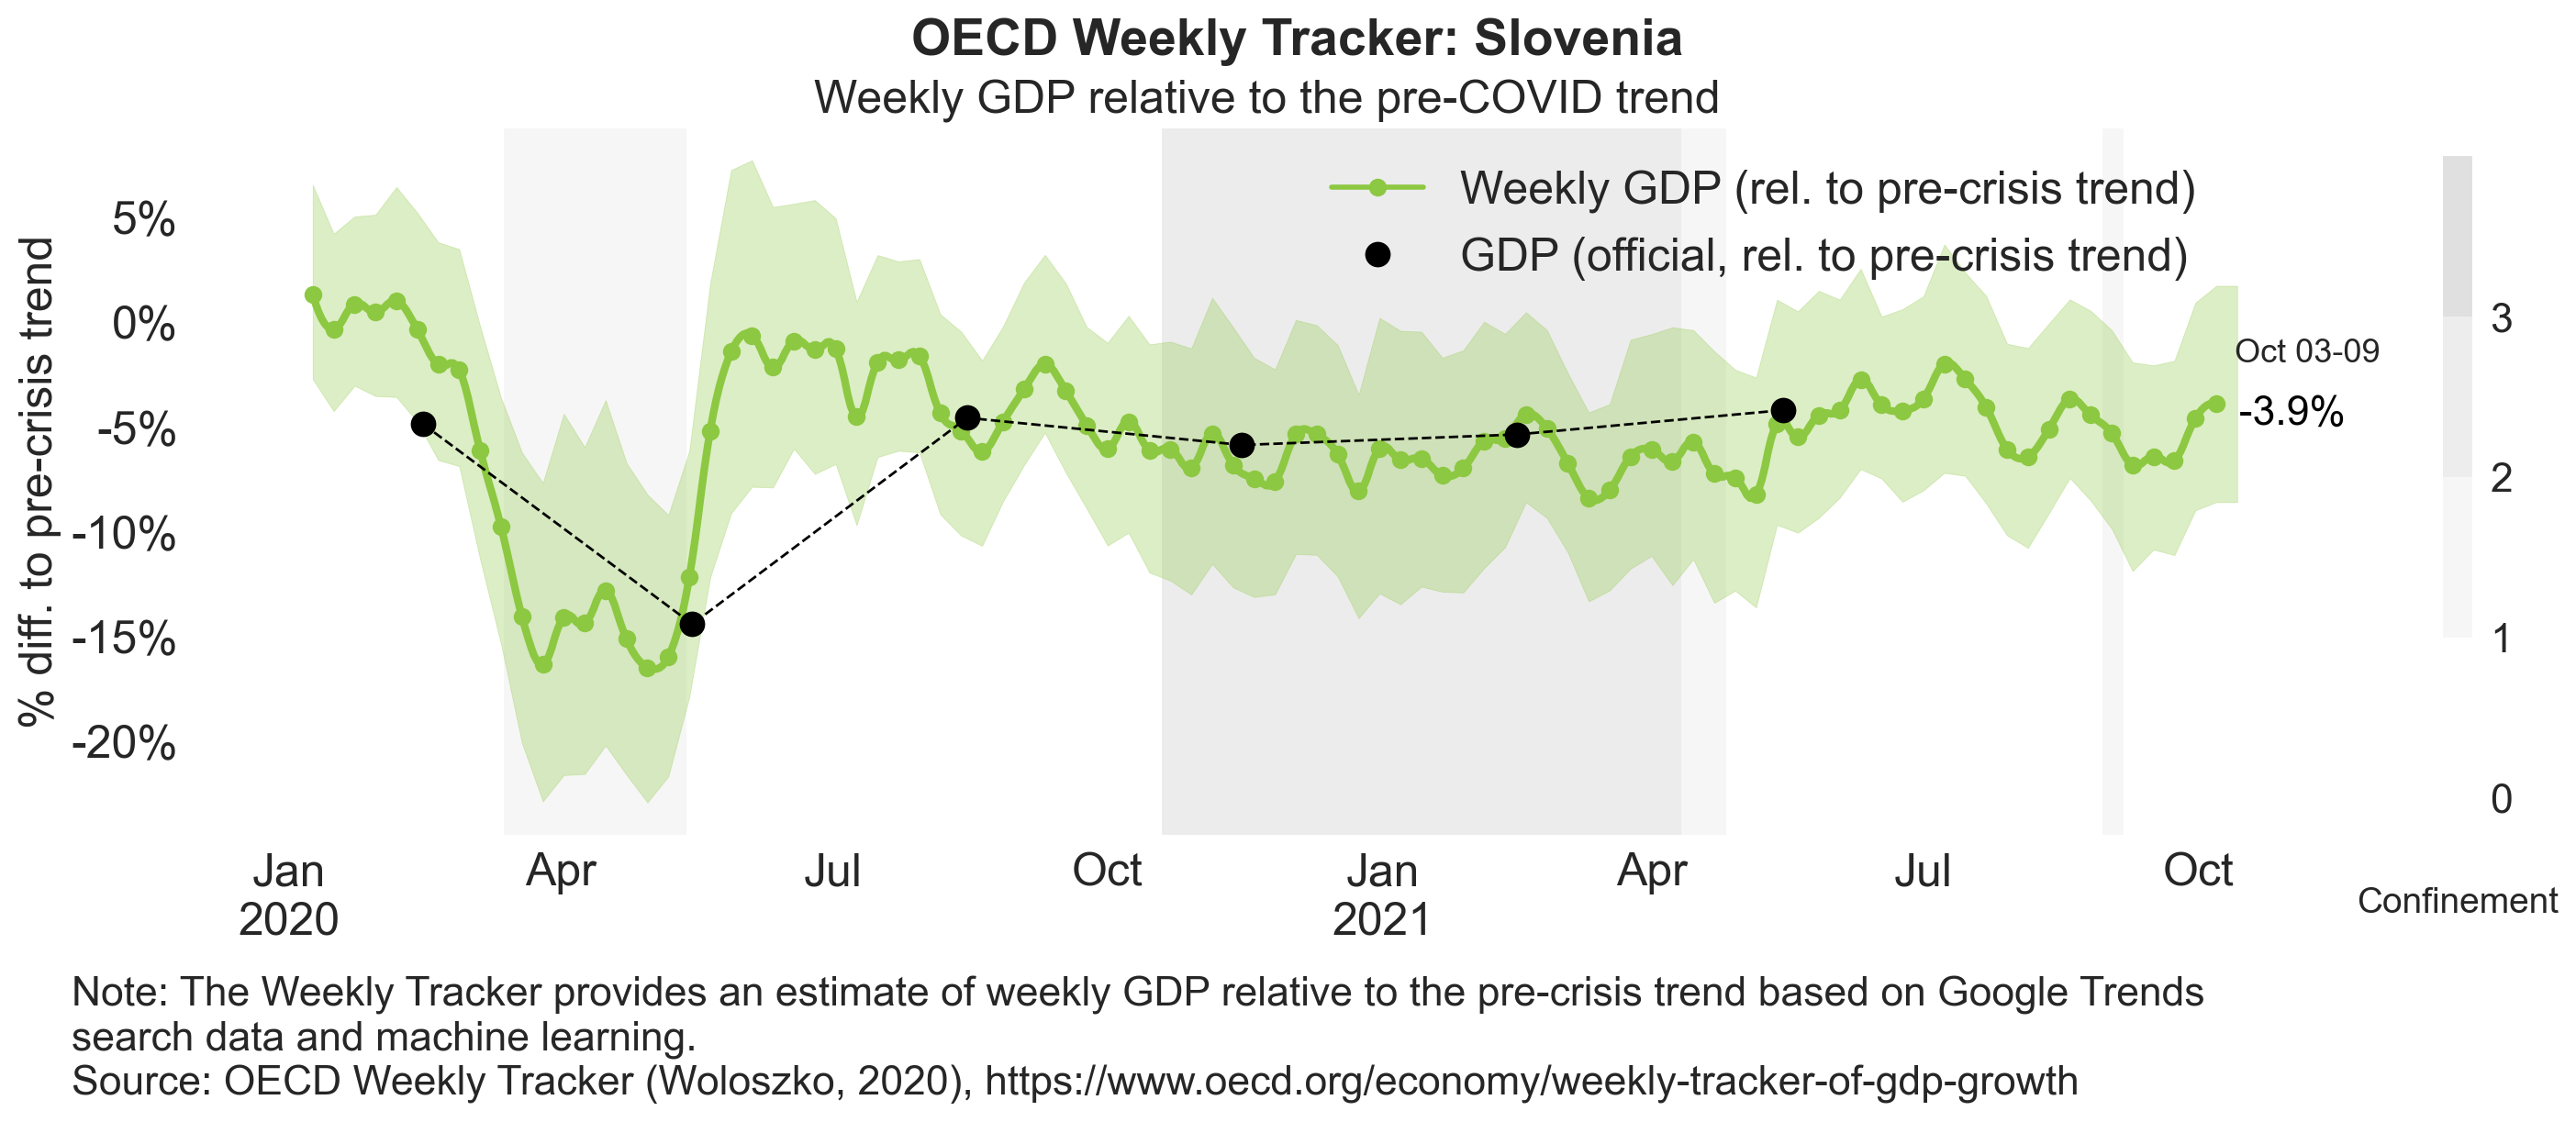 OECD Weekly Tracker: Slovenia
Weekly GDP relative to the pre-COVID trend
% diff. to pre-crisis trend
5%
0%
-5%
-10%
-15%
-20%
Weekly GDP (rel. to pre-crisis trend)
GDP (official, rel. to pre-crisis trend)
Oct 03-09
-3.9%
3
2
1
0
Confinement
Jan Apr Jul Oct Jan Apr Jul Oct
2020 2021
Note: The Weekly Tracker provides an estimate of weekly GDP relative to the pre-crisis trend based on Google Trends
search data and machine learning.
Source: OECD Weekly Tracker (Woloszko, 2020), https://www.oecd.org/economy/weekly-tracker-of-gdp-growth